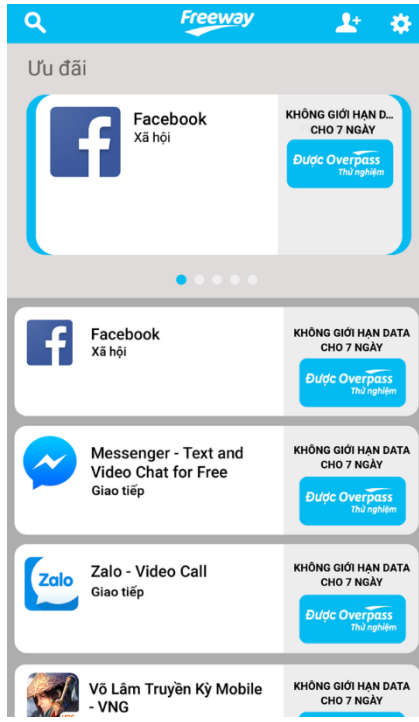 Freeway
Ưu đãi
Facebook
Xã hội
KHÔNG GIỚI HẠN D...
CHO 7 NGÀY
Được Overpass
Thử nghiệm
Facebook
Xã hội
KHÔNG GIỚI HẠN DATA
CHO 7 NGÀY
Được Overpass
Thử nghiệm
Messenger - Text and
Video Chat for Free
Giao tiếp
KHÔNG GIỚI HẠN DATA
CHO 7 NGÀY
Được Overpass
Thử nghiệm
Zalo
Zalo - Video Call
Giao tiếp
KHÔNG GIỚI HẠN DATA
CHO 7 NGÀY
Được Overpass
Thử nghiệm
Võ Lâm Truyền Kỳ Mobile
- VNG
KHÔNG GIỚI HẠN DATA
CHO 7 NGÀY